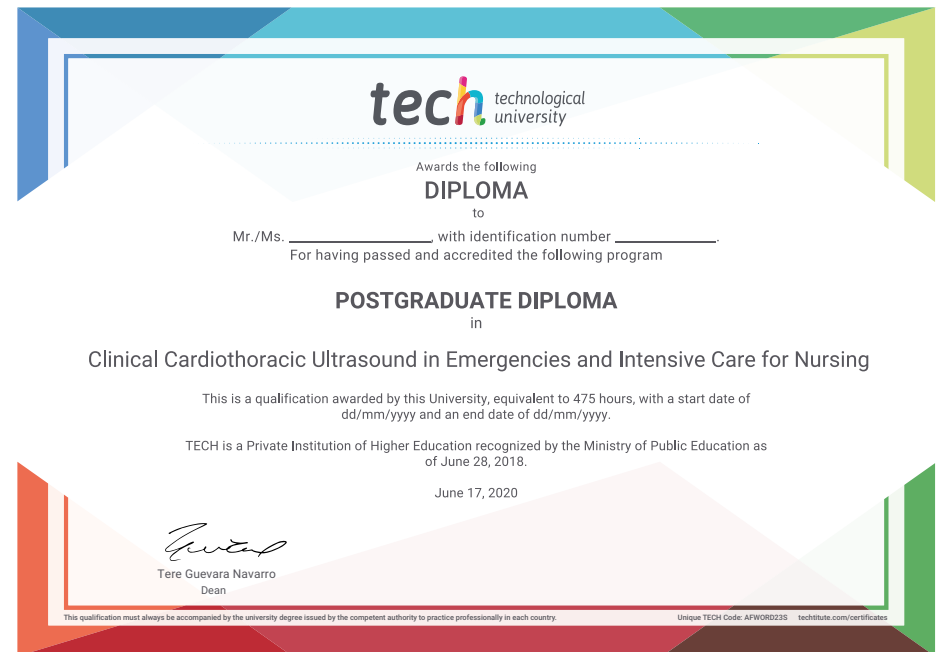 tech technological
university
Awards the following
DIPLOMA
to
Mr./Ms. ______________, with identification number __________.
For having passed and accredited the following program
POSTGRADUATE DIPLOMA
in
Clinical Cardiothoracic Ultrasound in Emergencies and Intensive Care for Nursing
This is a qualification awarded by this University, equivalent to 475 hours, with a start date of
dd/mm/yyyy and an end date of dd/mm/yyyy.
TECH is a Private Institution of Higher Education recognized by the Ministry of Public Education as
of June 28, 2018.
June 17, 2020
Tere Guevara Navarro
Dean
This qualification must always be accompanied by the university degree issued by the competent authority to practice professionally in each country.
Unique TECH Code: AFWORD23S techtitute.com/certificates